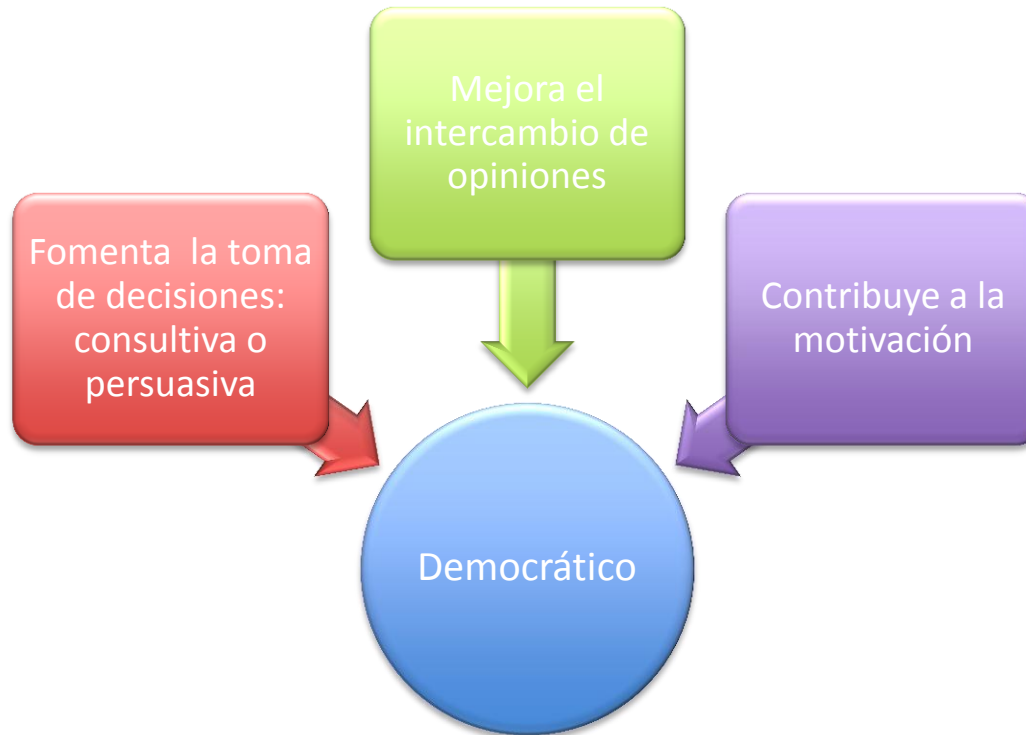 Mejora el
intercambio de
opiniones
Fomenta  la toma
de decisiones:
consultiva o
persuasiva
Contribuye a la
motivación
Democrático